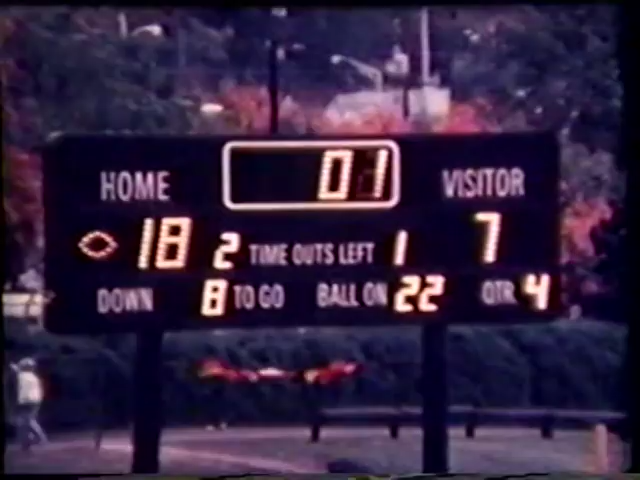 HOME 01 VISITOR
18 2 TIME OUTS LEFT 1 7
DOWN 8 TO GO BALL ON 22 QTR 4